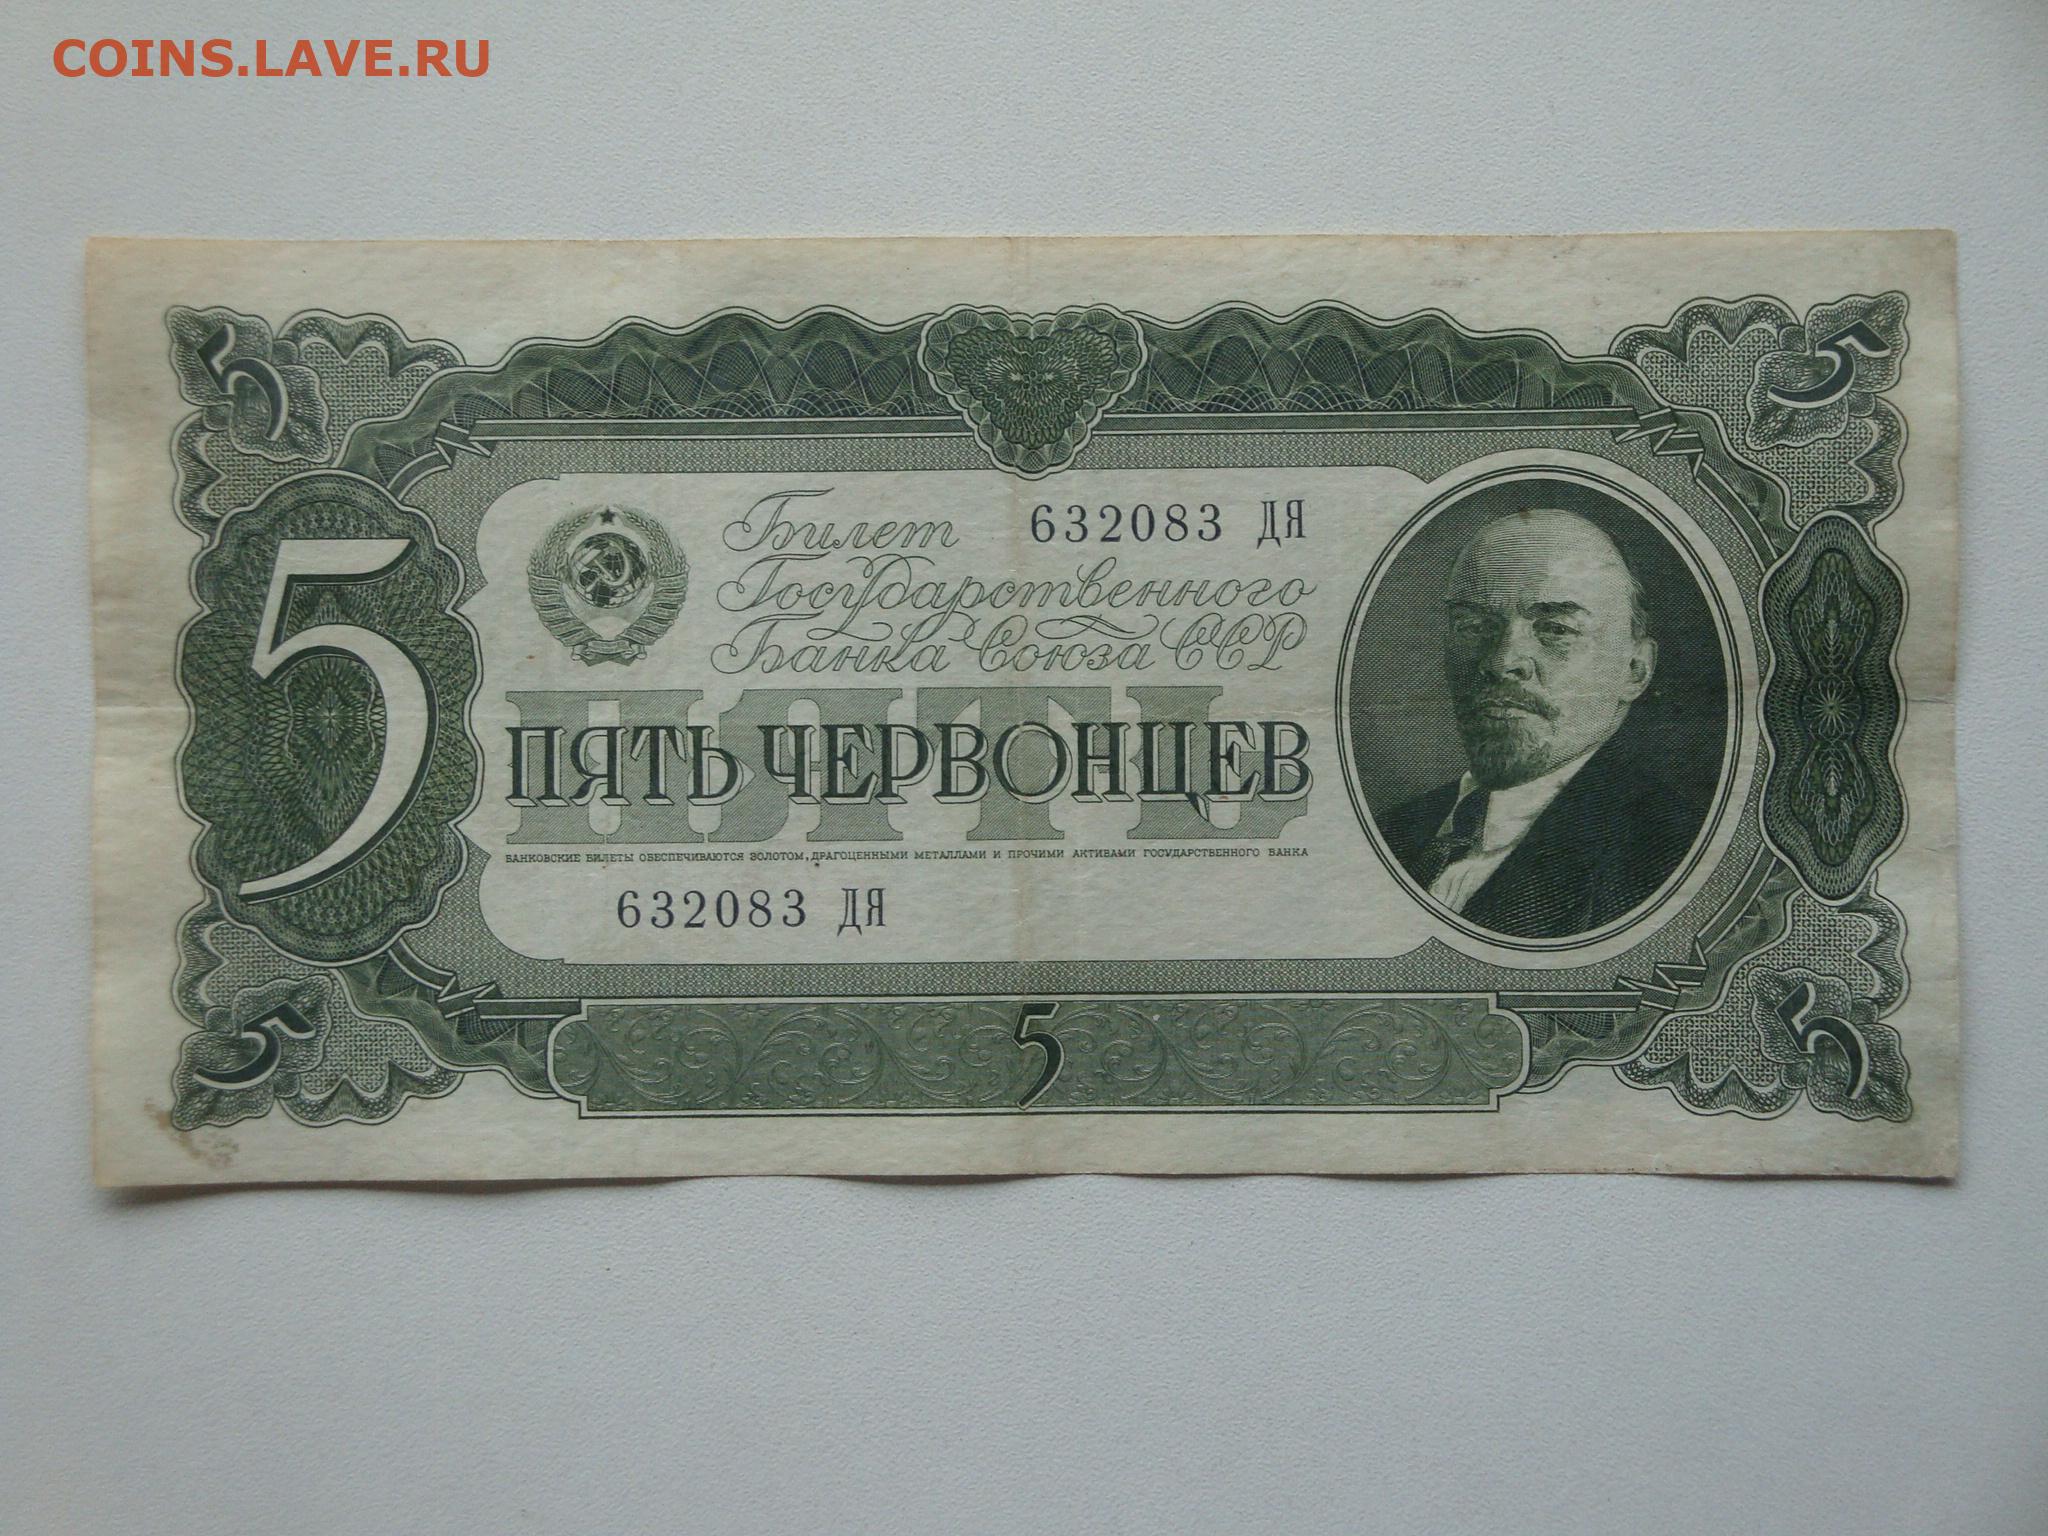 COINS.LAVE.RU
5 5
Билет 632083 ДЯ
Государственного
Банка Союза ССР
5
ПЯТЬ
ПЯТЬ ЧЕРВОНЦЕВ
БАНКОВСКИЕ БИЛЕТЫ ОБЕСПЕЧИВАЮТСЯ ЗОЛОТОМ, ДРАГОЦЕННЫМИ МЕТАЛЛАМИ И ПРОЧИМИ АКТИВАМИ ГОСУДАРСТВЕННОГО БАНКА
632083 ДЯ
5 5 5